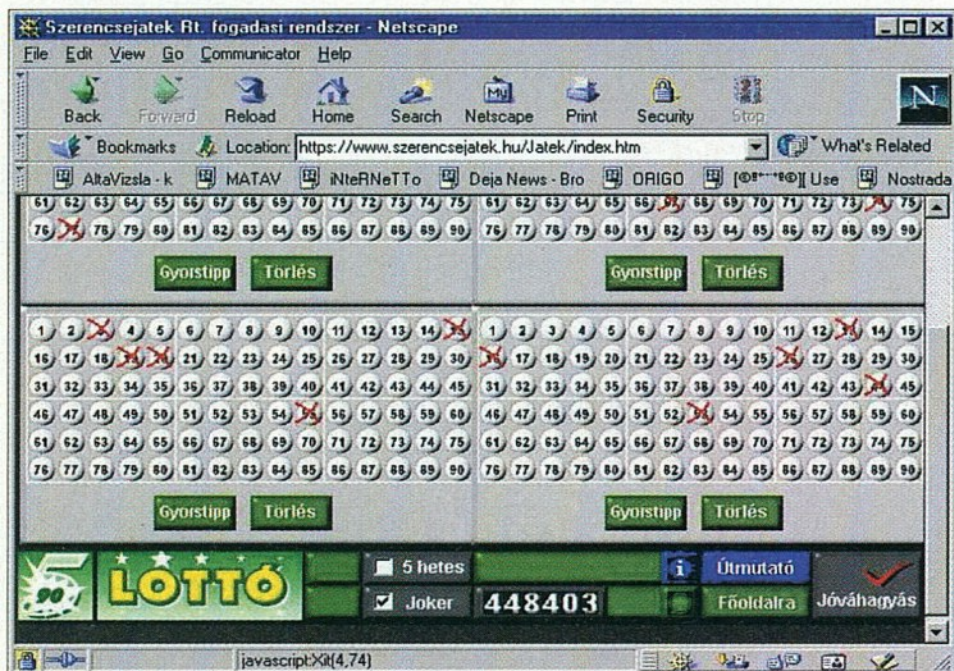 Szerencsejatek Rt. fogadasi rendszer - Netscape
File Edit View Go Communicator Help
Back Forward Reload Home Search Netscape Print Security Stop
My
N
Bookmarks Location: https://www.szerencsejatek.hu/Jatek/index.htm What's Related
AltaVizsla - k MATAV iNteRNeTTo Deja News - Bro ORIGO Use Nostrada
61 62 63 64 65 66 67 68 69 70 71 72 73 74 75 61 62 63 64 65 66 68 69 70 71 72 73 75
76 78 79 80 81 82 83 84 85 86 87 88 89 90 76 77 78 79 80 81 82 83 84 85 86 87 88 89 90
Gyorstipp Törlés Gyorstipp Törlés
1 2 4 5 6 7 8 9 10 11 12 13 14 1 2 3 4 5 6 7 8 9 10 11 12 14 15
16 17 18 21 22 23 24 25 26 27 28 29 30 17 18 19 20 21 22 23 24 25 27 28 29 30
31 32 33 34 35 36 37 38 39 40 41 42 43 44 45 31 32 33 34 35 36 37 38 39 40 41 42 43 45
46 47 48 49 50 51 52 53 54 56 57 58 59 60 46 47 48 49 50 51 52 54 55 56 57 58 59 60
61 62 63 64 65 66 67 68 69 70 71 72 73 74 75 61 62 63 64 65 66 67 68 69 70 71 72 73 74 75
76 77 78 79 80 81 82 83 84 85 86 87 88 89 90 76 77 78 79 80 81 82 83 84 85 86 87 88 89 90
Gyorstipp Törlés Gyorstipp Törlés
5 90 LOTTÓ 5 hetes i Útmutató
Joker 448403 Főoldalra Jóváhagyás
javascript:Xit(4,74)